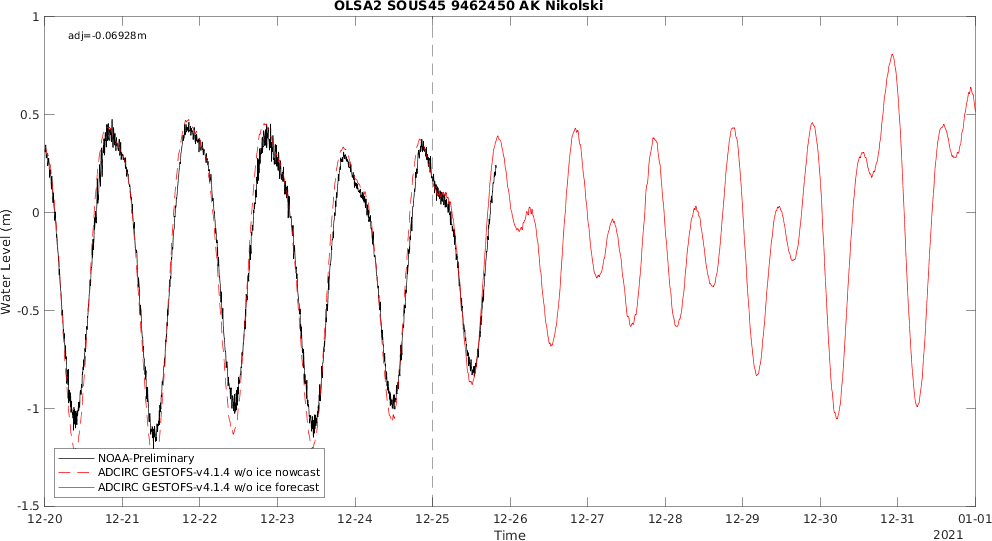 OLSA2 SOUS45 9462450 AK Nikolski
adj=-0.06928m
1
0.5
0
-0.5
-1
-1.5
Water Level (m)
NOAA-Preliminary
ADCIRC GESTOFS-v4.1.4 w/o ice nowcast
ADCIRC GESTOFS-v4.1.4 w/o ice forecast
12-20 12-21 12-22 12-23 12-24 12-25 12-26 12-27 12-28 12-29 12-30 12-31 01-01
Time
2021